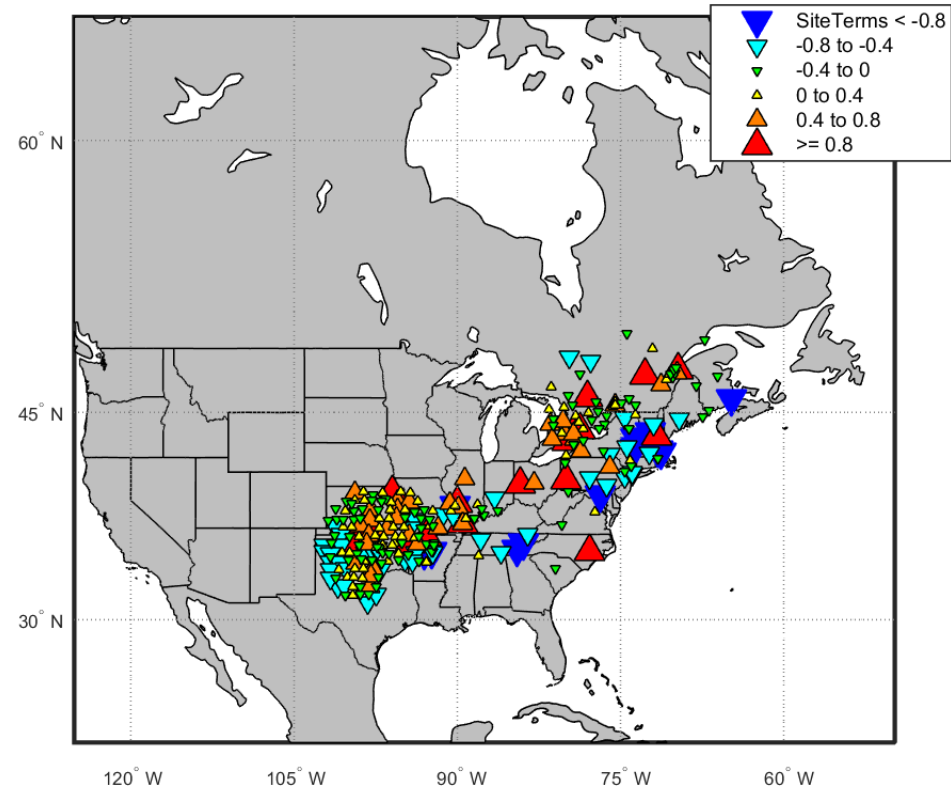 SiteTerms < -0.8
-0.8 to -0.4
-0.4 to 0
0 to 0.4
0.4 to 0.8
>= 0.8
60° N
45° N
30° N
120° W
105° W
90° W
75° W
60° W